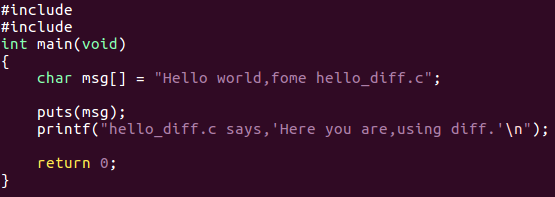 #include
#include
int main(void)
{
    char msg[] = "Hello world,fome hello_diff.c";
    puts(msg);
    printf("hello_diff.c says,'Here you are,using diff.'\n");
    return 0;
}